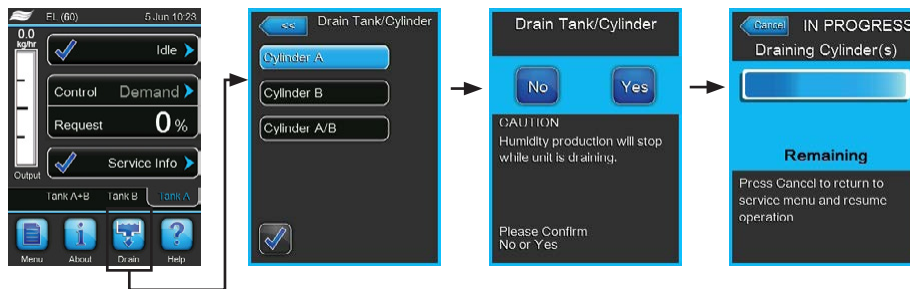 EL (60) 5 Jun 10:23
0.0
kg/hr
Idle
Control Demand
Request 0 %
Service Info
Output
Tank A+B Tank B Tank A
Menu About Drain Help
<< Drain Tank/Cylinder
Cylinder A
Cylinder B
Cylinder A/B
Drain Tank/Cylinder
No Yes
CAUTION
Humidity production will stop
while unit is draining.
Please Confirm
No or Yes
Cancel IN PROGRESS
Draining Cylinder(s)
Remaining
Press Cancel to return to
service menu and resume
operation